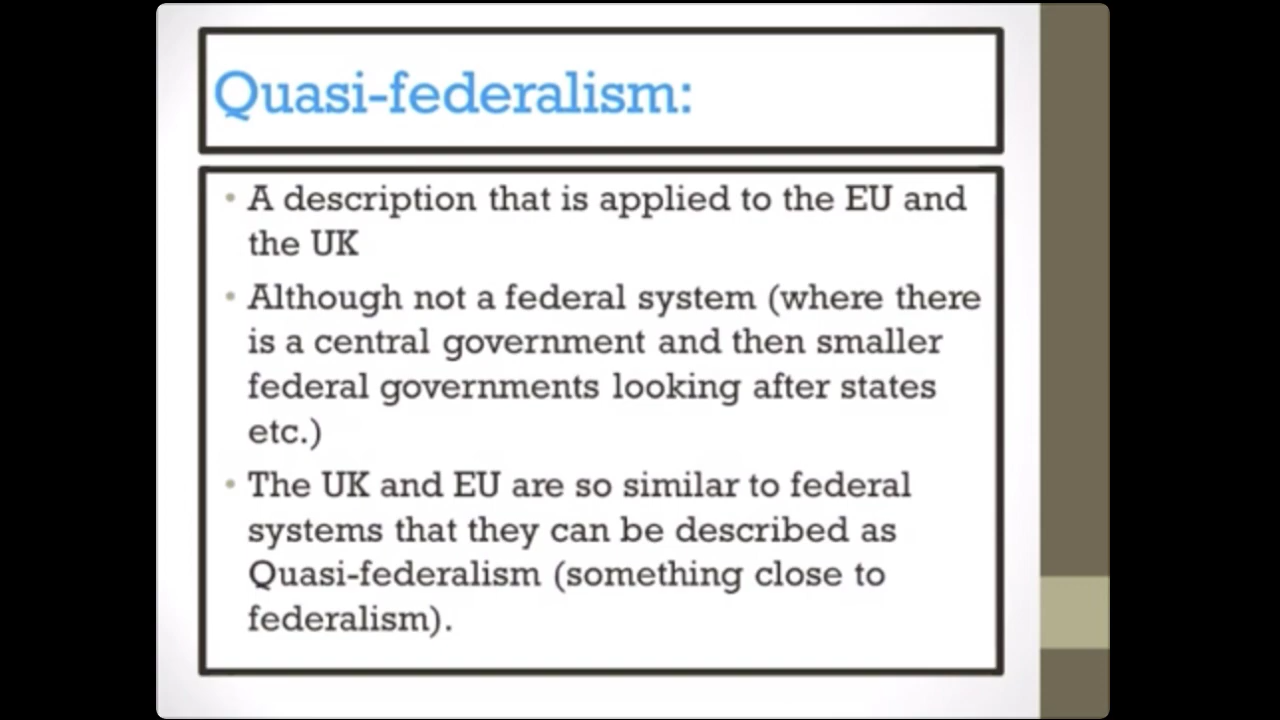 Quasi-federalism:
• A description that is applied to the EU and
the UK
• Although not a federal system (where there
is a central government and then smaller
federal governments looking after states
etc.)
• The UK and EU are so similar to federal
systems that they can be described as
Quasi-federalism (something close to
federalism).